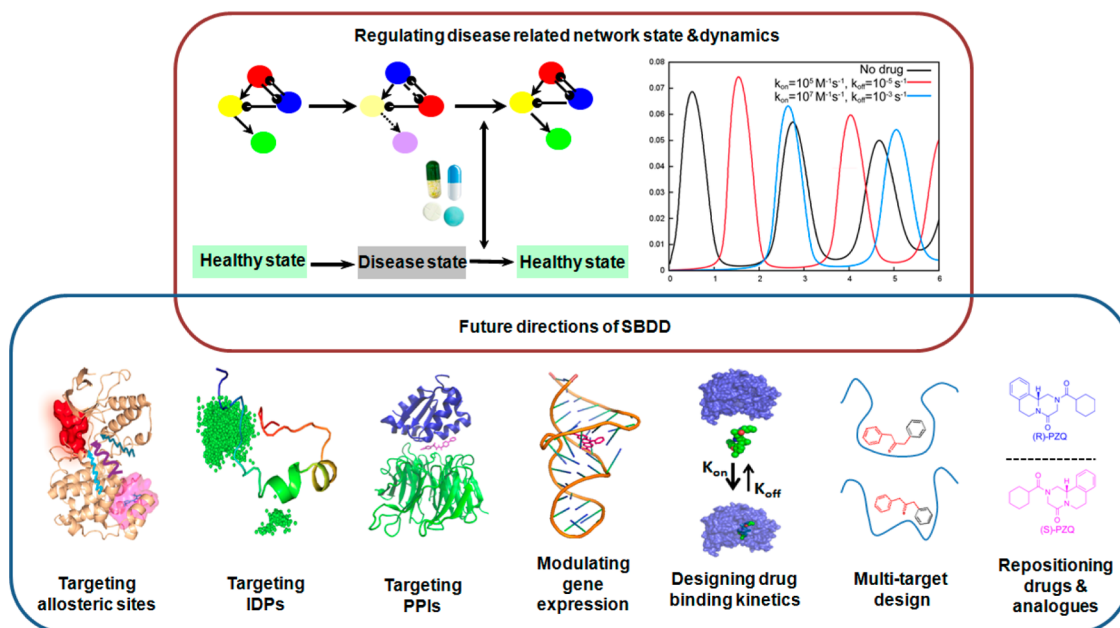 Regulating disease related network state &dynamics
No drug
kon=10⁵ M⁻¹s⁻¹, koff=10⁻⁵ s⁻¹
kon=10⁷ M⁻¹s⁻¹, koff=10⁻³ s⁻¹
0.08
0.07
0.06
0.05
0.04
0.03
0.02
0.01
0
0 1 2 3 4 5 6
Healthy state
Disease state
Healthy state
Future directions of SBDD
Kon
Koff
H
O
N
N
O
(R)-PZQ
O
H
N
N
O
(S)-PZQ
Targeting
allosteric sites
Targeting
IDPs
Targeting
PPIs
Modulating
gene
expression
Designing drug
binding kinetics
Multi-target
design
Repositioning
drugs &
analogues